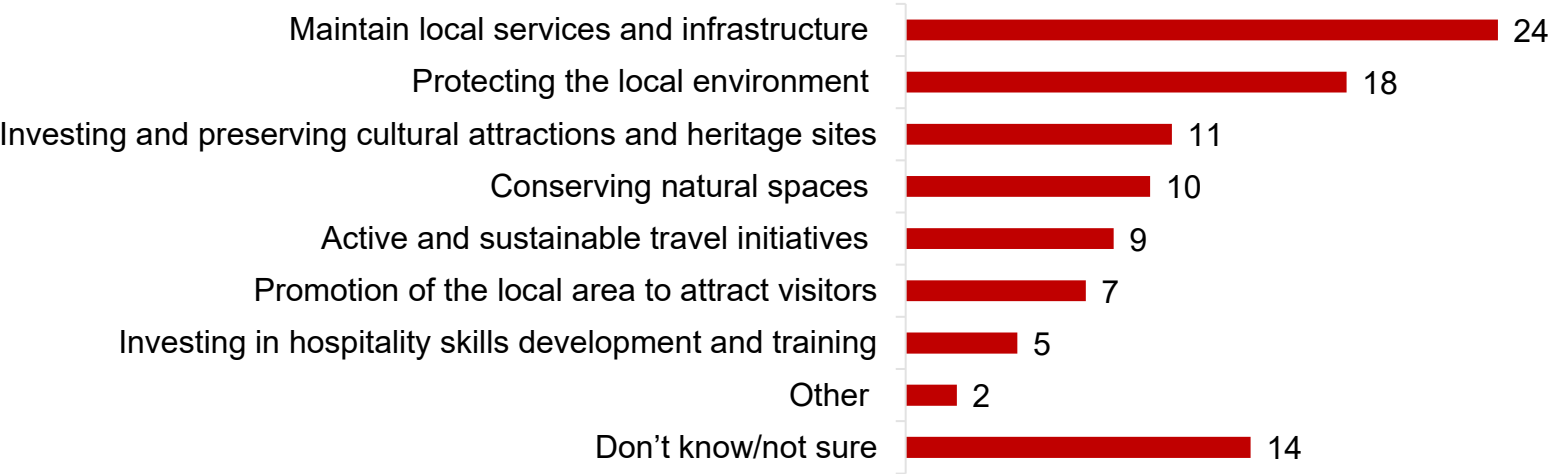 Maintain local services and infrastructure 24
Protecting the local environment 18
Investing and preserving cultural attractions and heritage sites 11
Conserving natural spaces 10
Active and sustainable travel initiatives 9
Promotion of the local area to attract visitors 7
Investing in hospitality skills development and training 5
Other 2
Don’t know/not sure 14